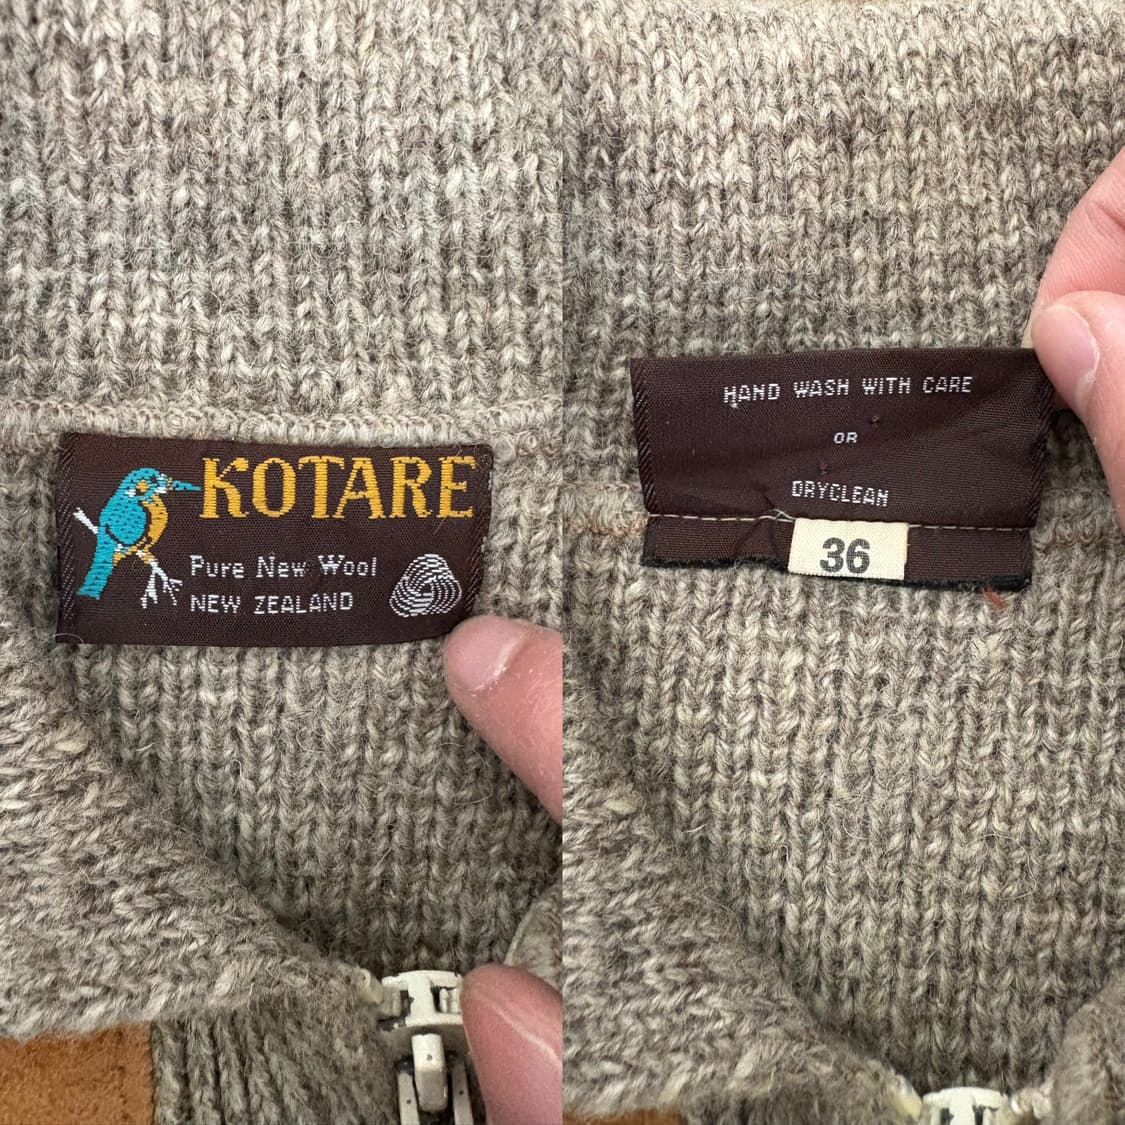 KOTARE
Pure New Wool
NEW ZEALAND
HAND WASH WITH CARE
OR
DRYCLEAN
36